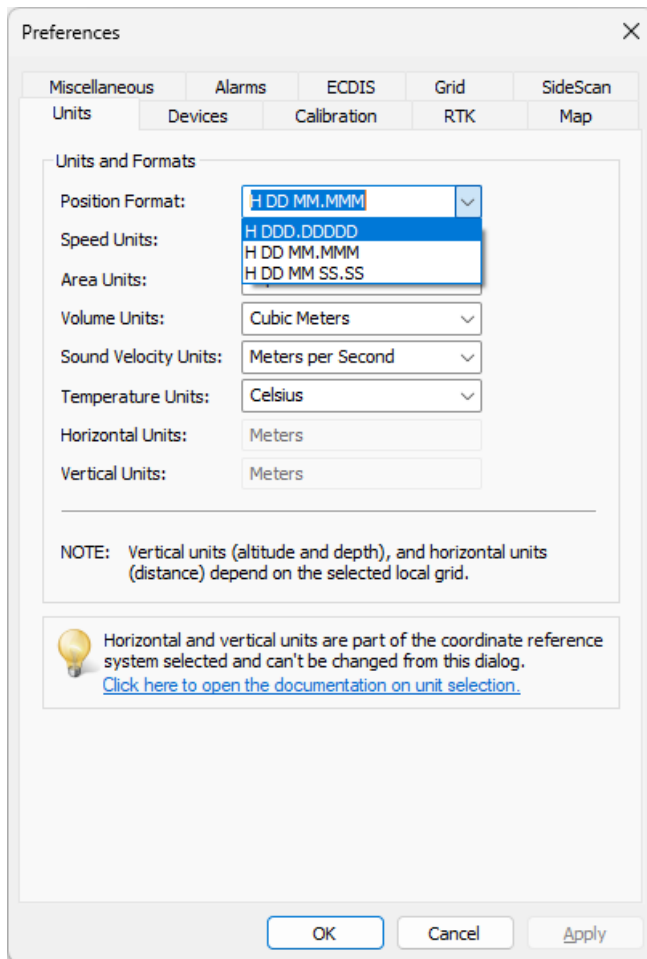 Preferences
Miscellaneous Alarms ECDIS Grid SideScan
Units Devices Calibration RTK Map
Units and Formats
Position Format: H DD MM.MMM
H DDD.DDDDD
Speed Units:
H DD MM.MMM
H DD MM SS.SS
Area Units:
Volume Units: Cubic Meters
Sound Velocity Units: Meters per Second
Temperature Units: Celsius
Horizontal Units: Meters
Vertical Units: Meters
NOTE: Vertical units (altitude and depth), and horizontal units
(distance) depend on the selected local grid.
Horizontal and vertical units are part of the coordinate reference
system selected and can't be changed from this dialog.
Click here to open the documentation on unit selection.
OK Cancel Apply